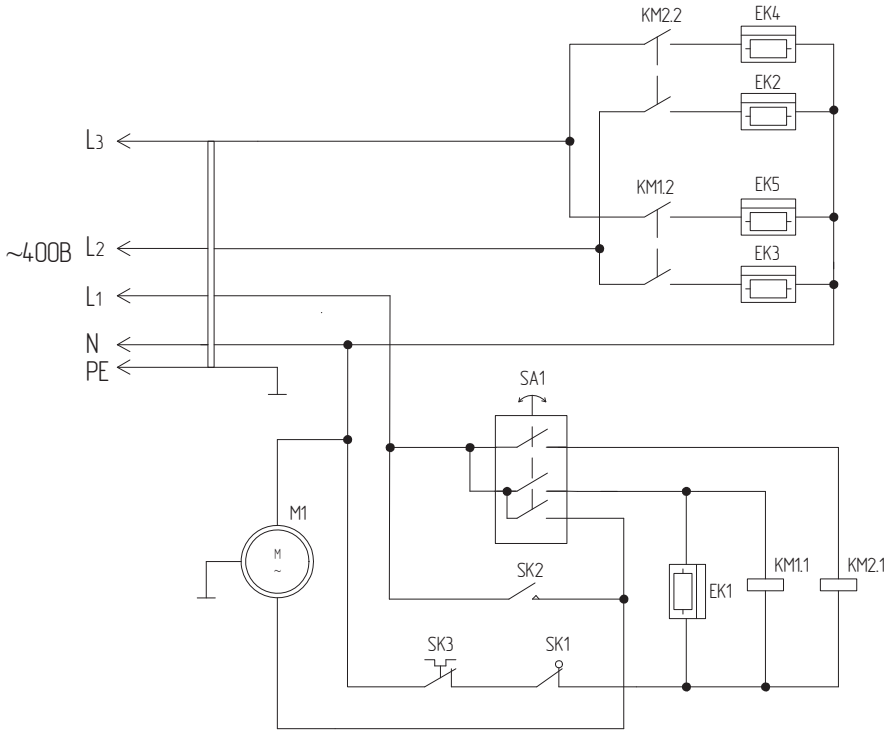 KM2.2
EK4
EK2
L3
KM1.2
EK5
~400В
L2
EK3
L1
N
PE
SA1
M1
M
~
SK2
EK1
KM1.1
KM2.1
SK3
SK1